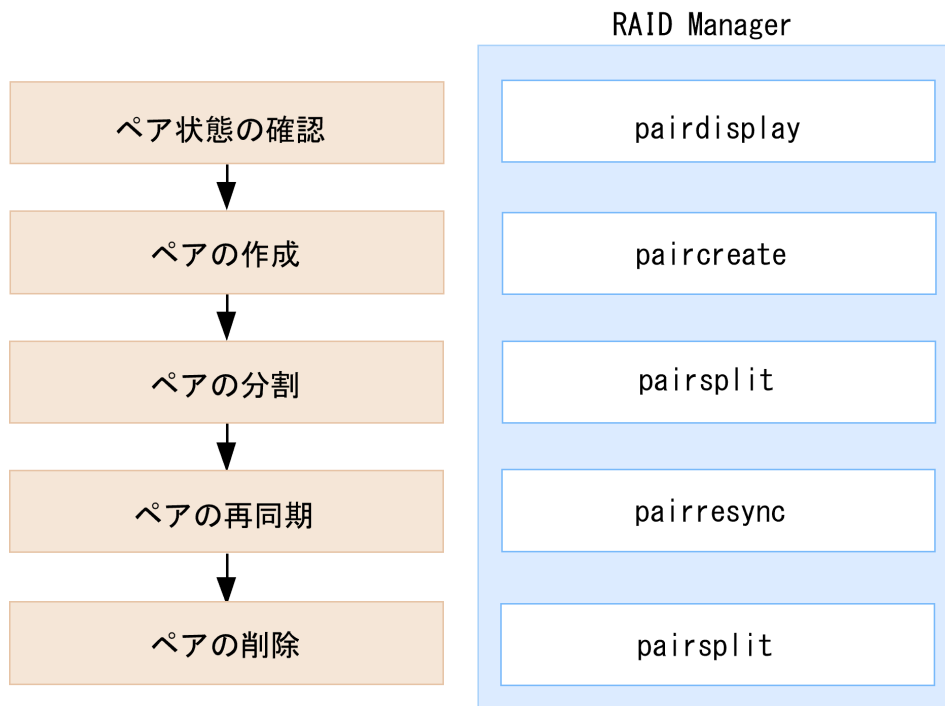 RAID Manager
ペア状態の確認
pairdisplay
ペアの作成
paircreate
ペアの分割
pairsplit
ペアの再同期
pairresync
ペアの削除
pairsplit